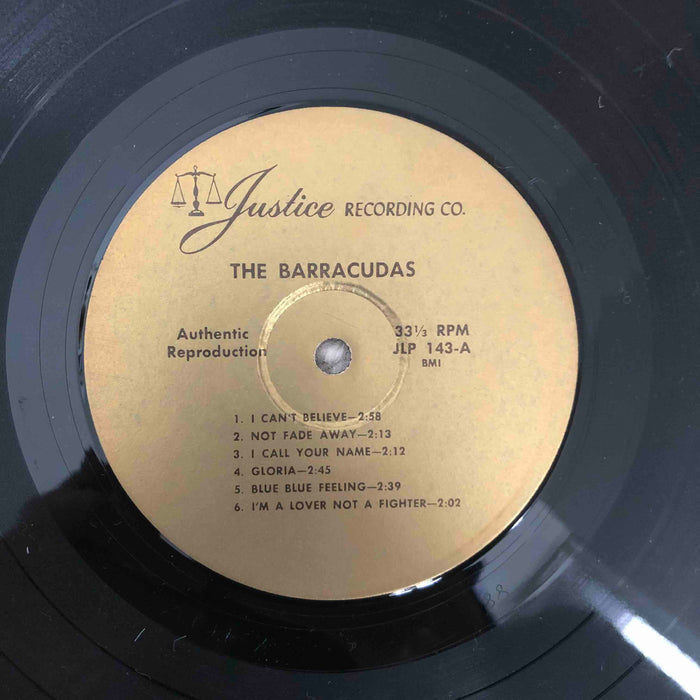 Justice RECORDING CO.
THE BARRACUDAS
Authentic
Reproduction
33⅓ RPM
JLP 143-A
BMI
1. I CAN'T BELIEVE—2:58
2. NOT FADE AWAY—2:13
3. I CALL YOUR NAME—2:12
4. GLORIA—2:45
5. BLUE BLUE FEELING—2:39
6. I'M A LOVER NOT A FIGHTER—2:02